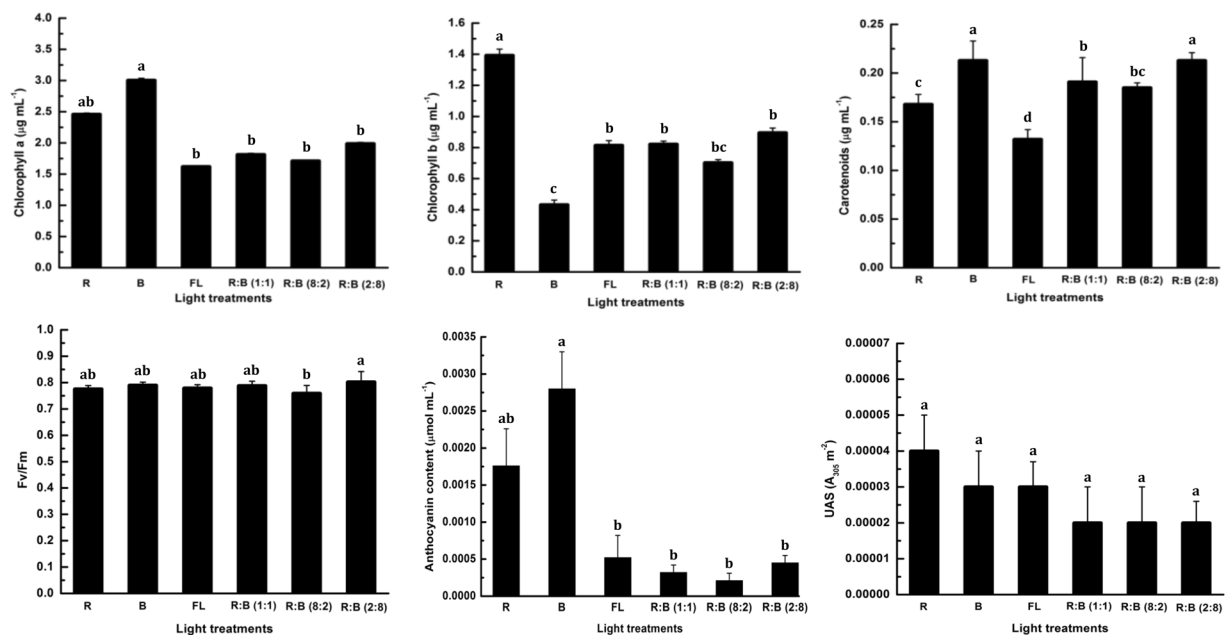 Chlorophyll a (µg mL⁻¹)
4.0
3.5
3.0
2.5
2.0
1.5
1.0
0.5
0.0
ab
a
b
b
b
b
R B FL R:B (1:1) R:B (8:2) R:B (2:8)
Light treatments
Chlorophyll b (µg mL⁻¹)
1.6
1.4
1.2
1.0
0.8
0.6
0.4
0.2
0.0
a
c
b
b
bc
b
R B FL R:B (1:1) R:B (8:2) R:B (2:8)
Light treatments
Carotenoids (µg mL⁻¹)
0.25
0.20
0.15
0.10
0.05
0.00
c
a
d
b
bc
a
R B FL R:B (1:1) R:B (8:2) R:B (2:8)
Light treatments
Fv/Fm
1.0
0.9
0.8
0.7
0.6
0.5
0.4
0.3
0.2
0.1
0.0
ab
ab
ab
ab
b
a
R B FL R:B (1:1) R:B (8:2) R:B (2:8)
Light treatments
Anthocyanin content (µmol mL⁻¹)
0.0035
0.0030
0.0025
0.0020
0.0015
0.0010
0.0005
0.0000
ab
a
b
b
b
b
R B FL R:B (1:1) R:B (8:2) R:B (2:8)
Light treatments
UAS (A₃₀₅ m⁻²)
0.00007
0.00006
0.00005
0.00004
0.00003
0.00002
0.00001
0.00000
a
a
a
a
a
a
R B FL R:B (1:1) R:B (8:2) R:B (2:8)
Light treatments